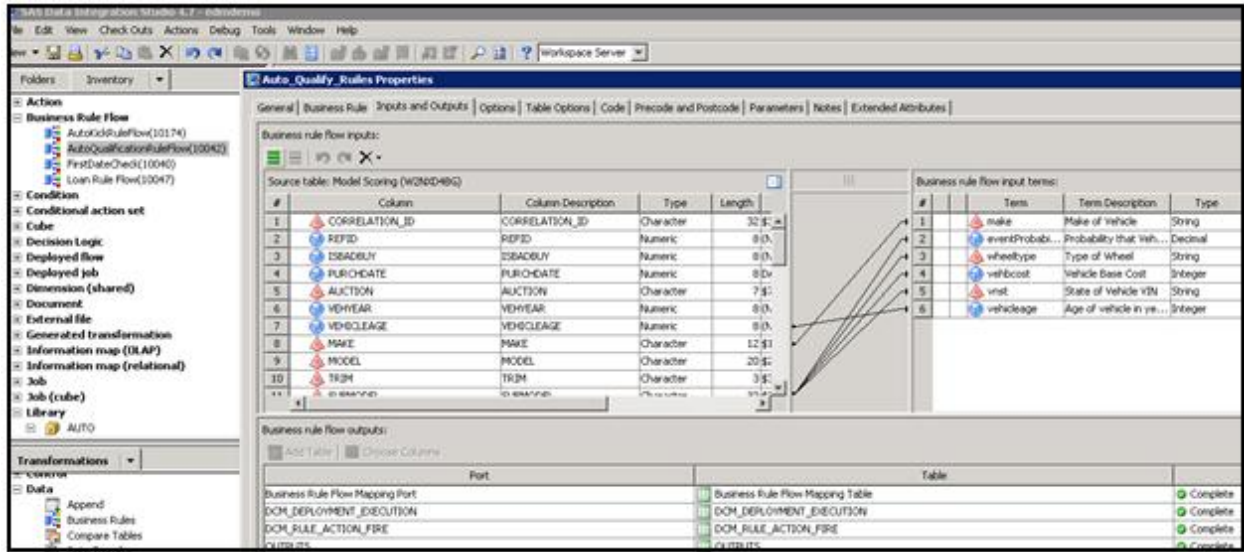 SAS Data Integration Studio 4.7 - edmdemo
File Edit View Check Outs Actions Debug Tools Window Help
Workspace Server
Folders Inventory
Auto_Qualify_Ruiles Properties
General Business Rule Inputs and Outputs Options Table Options Code Precode and Postcode Parameters Notes Extended Attributes
Action
Business Rule Flow
AutoKickRuleFlow(10174)
AutoQualificationRuleFlow(10042)
FirstDateCheck(10040)
Loan Rule Flow(10047)
Condition
Conditional action set
Cube
Decision Logic
Deployed flow
Deployed job
Dimension (shared)
Document
External file
Generated transformation
Information map (OLAP)
Information map (relational)
Job
Job (cube)
Library
AUTO
Transformations
Control
Data
Append
Business Rules
Compare Tables
Business rule flow inputs:
Source table: Model Scoring (W2NXD4BG)
# Column Column Description Type Length
1 CORRELATION_ID CORRELATION_ID Character 32
2 REFID REFID Numeric 8
3 ISBADBUY ISBADBUY Numeric 8
4 PURCHDATE PURCHDATE Numeric 8
5 AUCTION AUCTION Character 7
6 VEHYEAR VEHYEAR Numeric 8
7 VEHICLEAGE VEHICLEAGE Numeric 8
8 MAKE MAKE Character 12
9 MODEL MODEL Character 20
10 TRIM TRIM Character 3
11 SUBMODEL SUBMODEL Character 32
Business rule flow input terms:
# Term Term Description Type
1 make Make of Vehicle String
2 eventProbabi... Probability that Veh... Decimal
3 wheeltype Type of Wheel String
4 vehbcost Vehicle Base Cost Integer
5 vnst State of Vehicle VIN String
6 vehicleage Age of vehicle in ye... Integer
Business rule flow outputs:
Add Table Choose Columns
Port Table
Business Rule Flow Mapping Port Business Rule Flow Mapping Table Complete
DCM_DEPLOYMENT_EXECUTION DCM_DEPLOYMENT_EXECUTION Complete
DCM_RULE_ACTION_FIRE DCM_RULE_ACTION_FIRE Complete
OUTPUTS OUTPUTS Complete